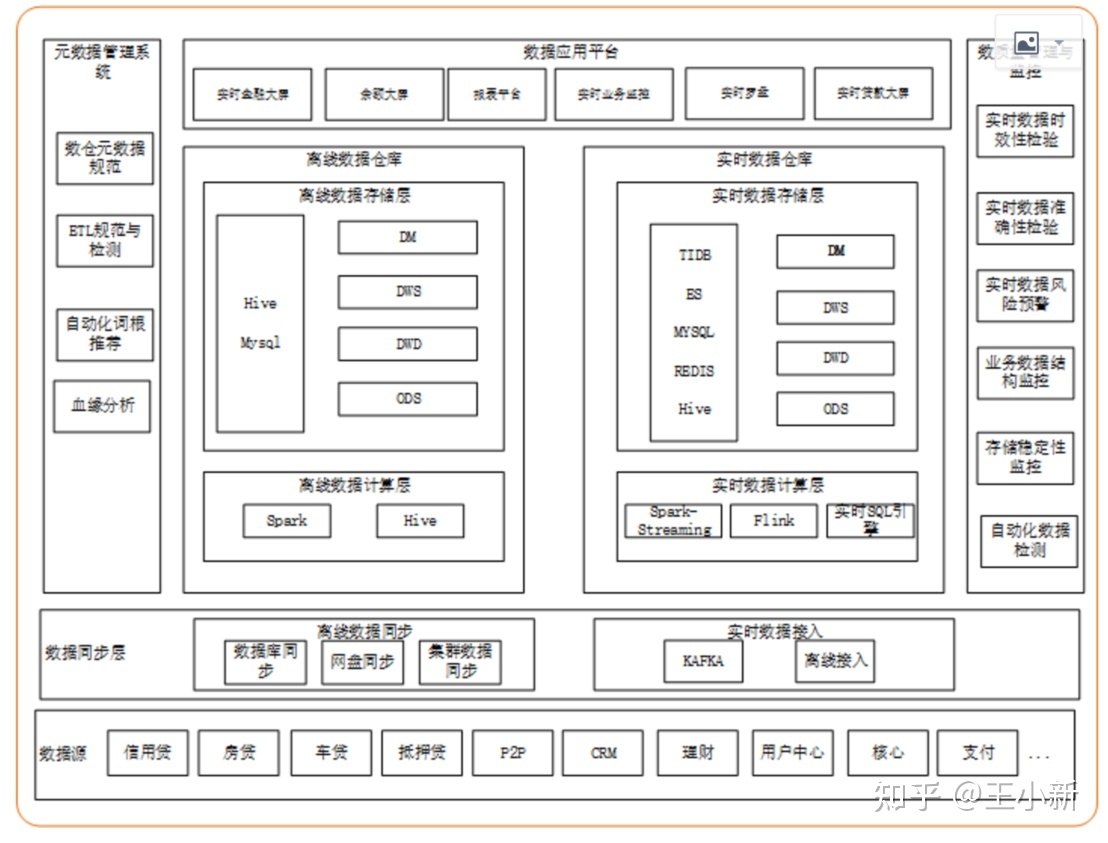 元数据管理系
统
数仓元数据
规范
ETL规范与
检测
自动化词根
推荐
血缘分析
数据应用平台
实时金融大屏
余额大屏
报表平台
实时业务监控
实时罗盘
实时贷款大屏
离线数据仓库
离线数据存储层
Hive
Mysql
DM
DWS
DWD
ODS
离线数据计算层
Spark
Hive
实时数据仓库
实时数据存储层
TIDB
ES
MYSQL
REDIS
Hive
DM
DWS
DWD
ODS
实时数据计算层
Spark-
Streaming
Flink
实时SQL引
擎
数质量管理与
监控
实时数据时
效性检验
实时数据准
确性检验
实时数据风
险预警
业务数据结
构监控
存储稳定性
监控
自动化数据
检测
数据同步层
离线数据同步
数据库同
步
网盘同步
集群数据
同步
实时数据接入
KAFKA
离线接入
数据源
信用贷
房贷
车贷
抵押贷
P2P
CRM
理财
用户中心
核心
支付
...
知乎 @王小新